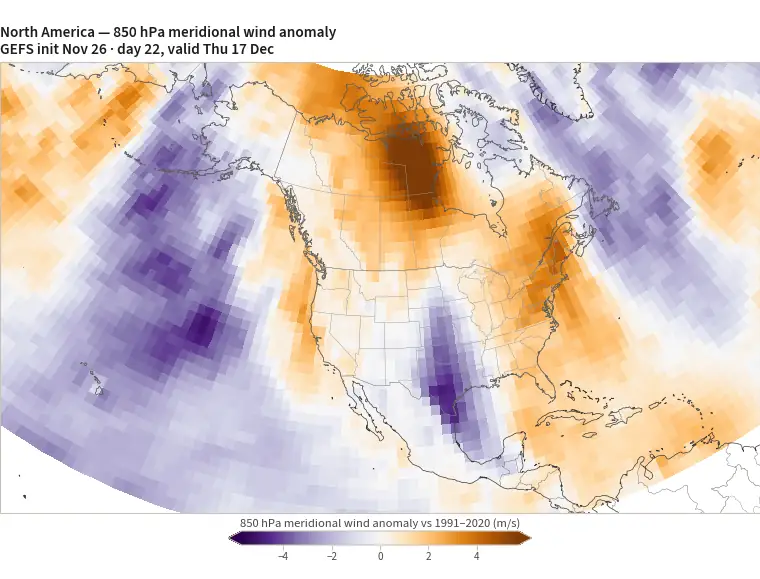 North America — 850 hPa meridional wind anomaly
GEFS init Nov 26 · day 22, valid Thu 17 Dec
850 hPa meridional wind anomaly vs 1991–2020 (m/s)
−4 −2 0 2 4